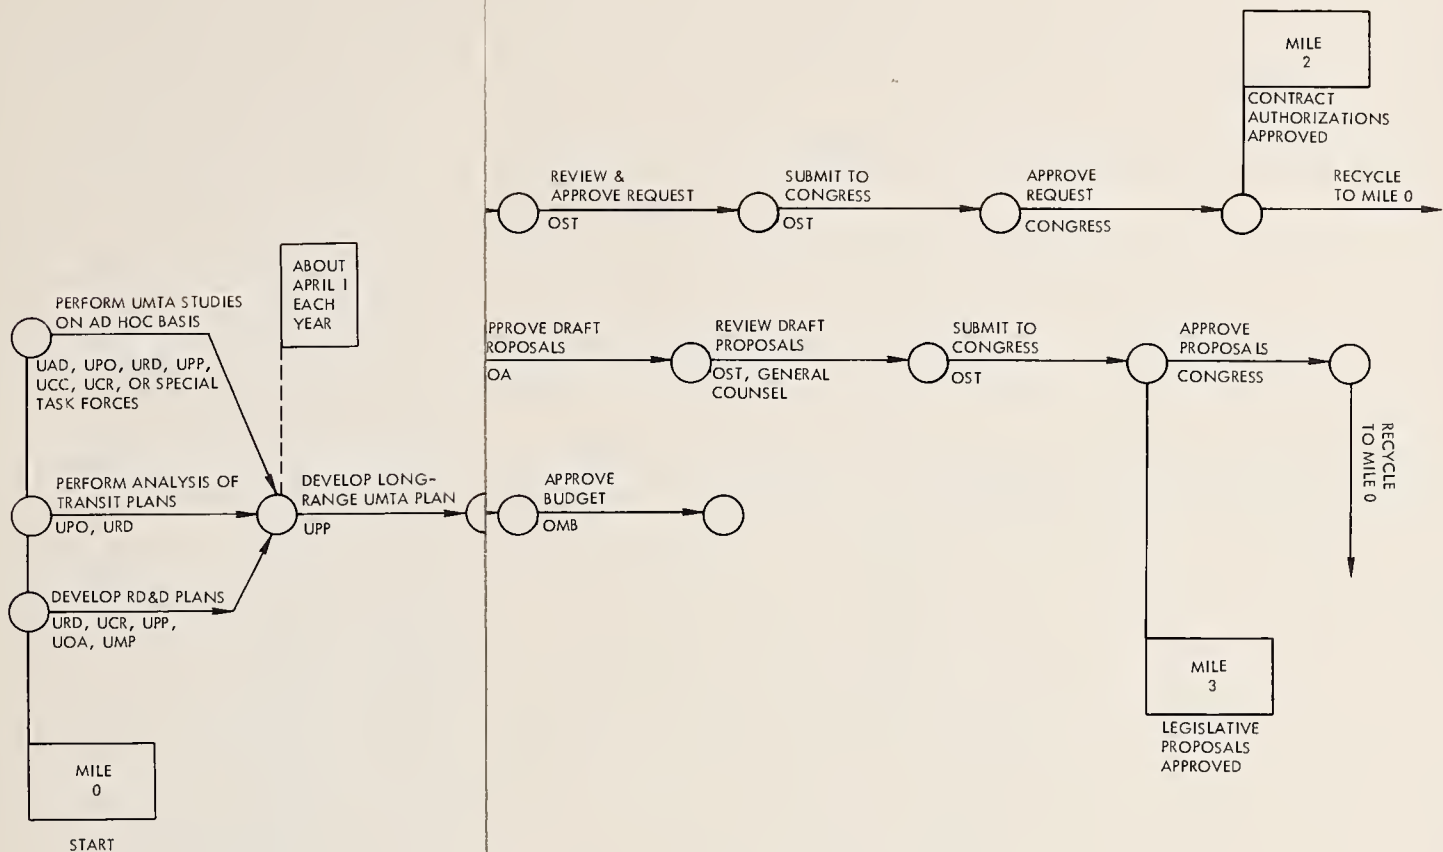 MILE
2
CONTRACT
AUTHORIZATIONS
APPROVED
REVIEW &
APPROVE REQUEST
OST
SUBMIT TO
CONGRESS
OST
APPROVE
REQUEST
CONGRESS
RECYCLE
TO MILE 0
ABOUT
APRIL 1
EACH
YEAR
PERFORM UMTA STUDIES
ON AD HOC BASIS
UAD, UPO, URD, UPP,
UCC, UCR, OR SPECIAL
TASK FORCES
PPROVE DRAFT
ROPOSALS
OA
REVIEW DRAFT
PROPOSALS
OST, GENERAL
COUNSEL
SUBMIT TO
CONGRESS
OST
APPROVE
PROPOSALS
CONGRESS
RECYCLE
TO MILE 0
PERFORM ANALYSIS OF
TRANSIT PLANS
UPO, URD
DEVELOP LONG-
RANGE UMTA PLAN
UPP
APPROVE
BUDGET
OMB
DEVELOP RD&D PLANS
URD, UCR, UPP,
UOA, UMP
MILE
3
LEGISLATIVE
PROPOSALS
APPROVED
MILE
0
START